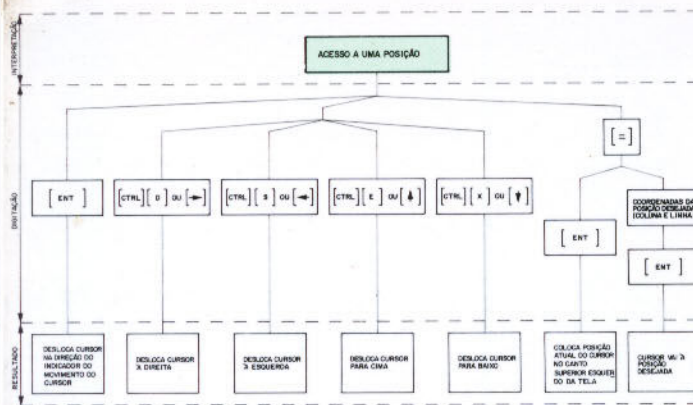 INTERPRETAÇÃO
ACESSO A UMA POSIÇÃO
DIGITAÇÃO
[=]
[ENT]
[CTRL] [D] OU [→]
[CTRL] [S] OU [←]
[CTRL] [E] OU [↑]
[CTRL] [X] OU [↓]
[ENT]
COORDENADAS DA
POSIÇÃO DESEJADA
(COLUNA E LINHA
[ENT]
RESULTADO
DESLOCA CURSOR
NA DIREÇÃO DO
INDICADOR DO
MOVIMENTO DO
CURSOR
DESLOCA CURSOR
À DIREITA
DESLOCA CURSOR
À ESQUERDA
DESLOCA CURSOR
PARA CIMA
DESLOCA CURSOR
PARA BAIXO
COLOCA POSIÇÃO
ATUAL DO CURSOR
NO CANTO
SUPERIOR ESQUER
DO DA TELA
CURSOR VAI À
POSIÇÃO
DESEJADA